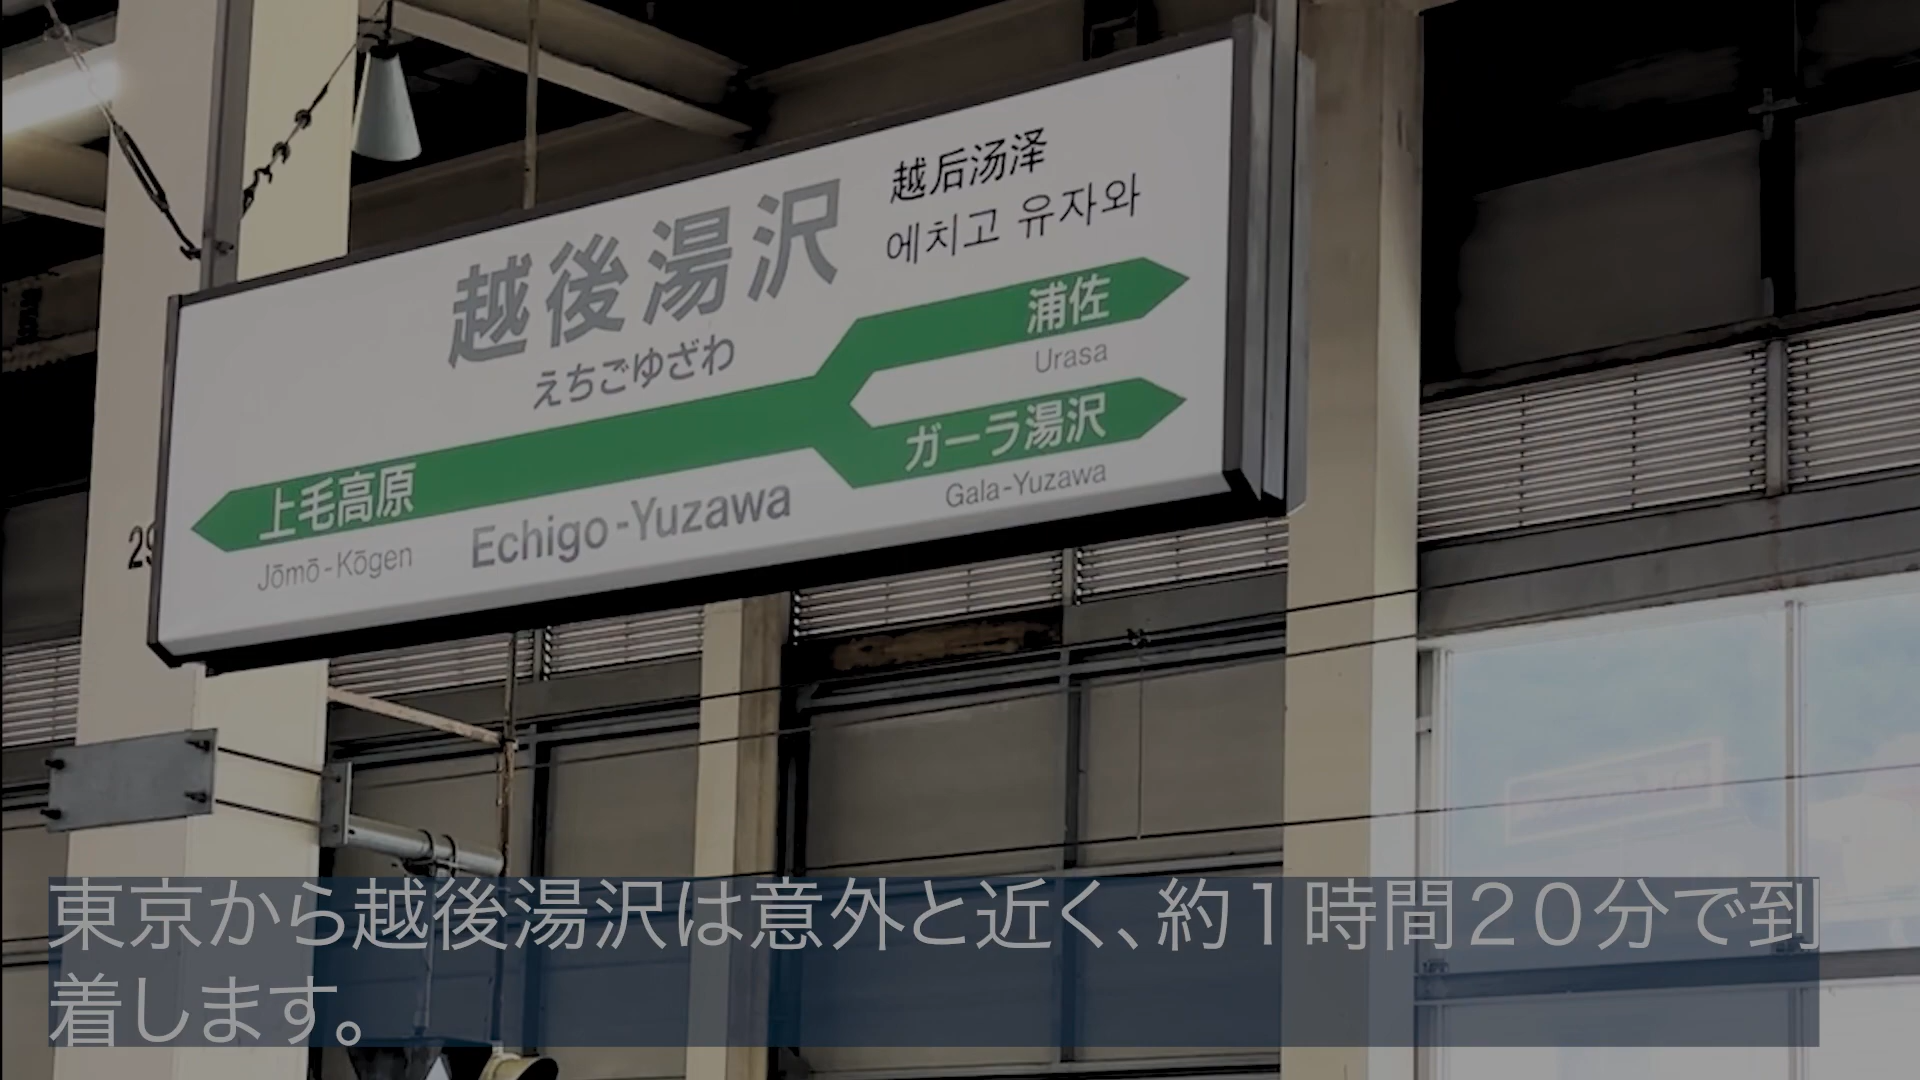 越後湯沢
えちごゆざわ
越后汤泽
에치고 유자와
浦佐
Urasa
ガーラ湯沢
Gala-Yuzawa
上毛高原
Jōmō-Kōgen
Echigo-Yuzawa
29
東京から越後湯沢は意外と近く、約１時間２０分で到
着します。